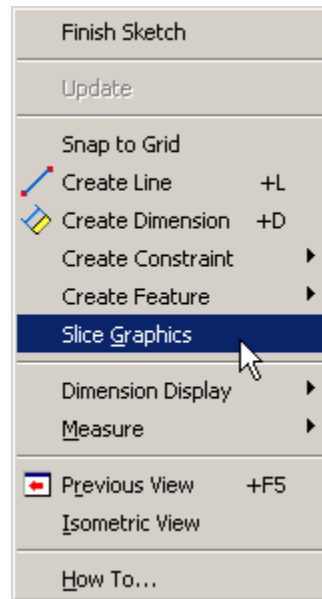 Finish Sketch
Update
Snap to Grid
Create Line +L
Create Dimension +D
Create Constraint
Create Feature
Slice Graphics
Dimension Display
Measure
Previous View +F5
Isometric View
How To...